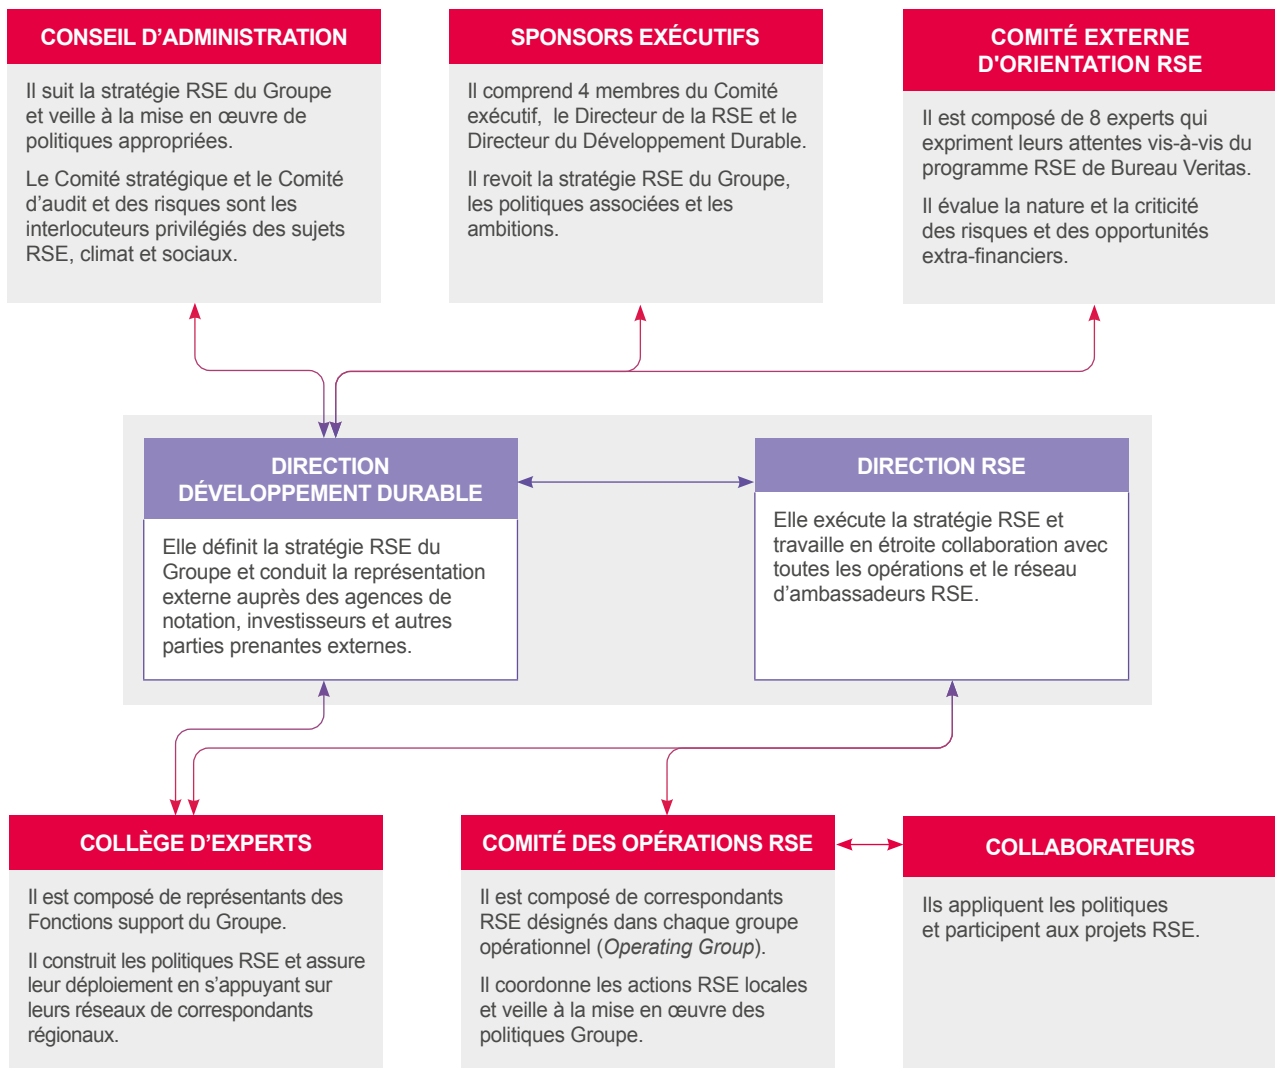 CONSEIL D’ADMINISTRATION
Il suit la stratégie RSE du Groupe
et veille à la mise en œuvre de
politiques appropriées.
Le Comité stratégique et le Comité
d’audit et des risques sont les
interlocuteurs privilégiés des sujets
RSE, climat et sociaux.
SPONSORS EXÉCUTIFS
Il comprend 4 membres du Comité
exécutif, le Directeur de la RSE et le
Directeur du Développement Durable.
Il revoit la stratégie RSE du Groupe,
les politiques associées et les
ambitions.
COMITÉ EXTERNE
D'ORIENTATION RSE
Il est composé de 8 experts qui
expriment leurs attentes vis-à-vis du
programme RSE de Bureau Veritas.
Il évalue la nature et la criticité
des risques et des opportunités
extra-financiers.
DIRECTION
DÉVELOPPEMENT DURABLE
Elle définit la stratégie RSE du
Groupe et conduit la représentation
externe auprès des agences de
notation, investisseurs et autres
parties prenantes externes.
DIRECTION RSE
Elle exécute la stratégie RSE et
travaille en étroite collaboration avec
toutes les opérations et le réseau
d’ambassadeurs RSE.
COLLÈGE D’EXPERTS
Il est composé de représentants des
Fonctions support du Groupe.
Il construit les politiques RSE et assure
leur déploiement en s’appuyant sur
leurs réseaux de correspondants
régionaux.
COMITÉ DES OPÉRATIONS RSE
Il est composé de correspondants
RSE désignés dans chaque groupe
opérationnel (Operating Group).
Il coordonne les actions RSE locales
et veille à la mise en œuvre des
politiques Groupe.
COLLABORATEURS
Ils appliquent les politiques
et participent aux projets RSE.